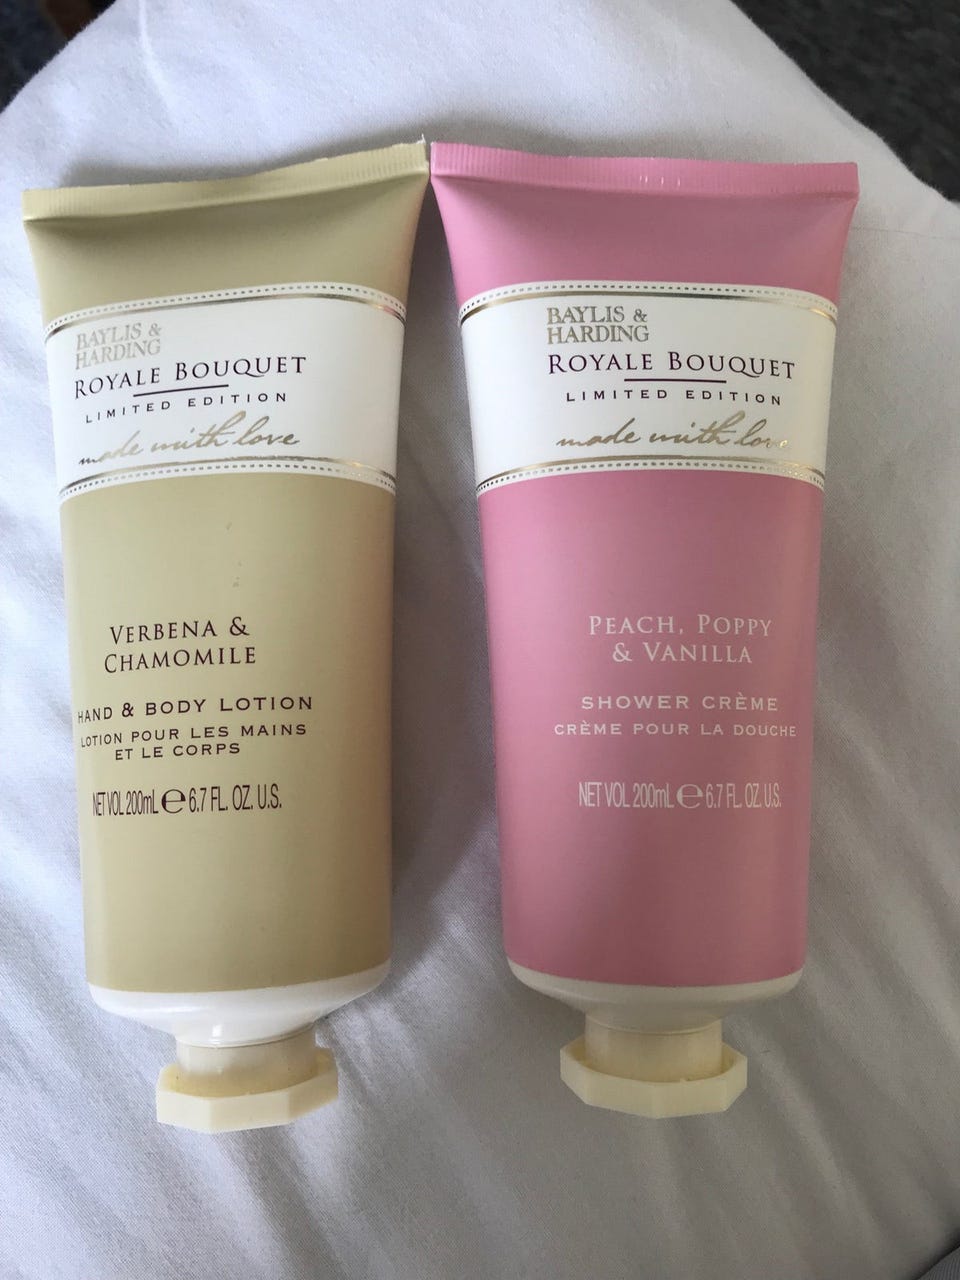 BAYLIS &
HARDING
ROYALE BOUQUET
LIMITED EDITION
made with love
VERBENA &
CHAMOMILE
HAND & BODY LOTION
LOTION POUR LES MAINS
ET LE CORPS
NET VOL 200mL e 6.7 FL. OZ. U.S.
BAYLIS &
HARDING
ROYALE BOUQUET
LIMITED EDITION
made with love
PEACH, POPPY
& VANILLA
SHOWER CRÈME
CRÈME POUR LA DOUCHE
NET VOL 200mL e 6.7 FL. OZ. U.S.